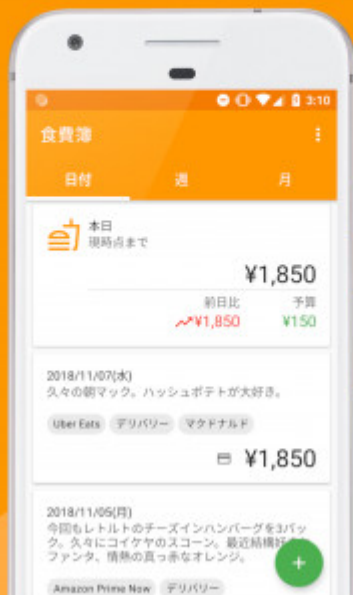 3:10
食費簿
日付 週 月
本日
現時点まで
¥1,850
前日比 予算
¥1,850 ¥150
2018/11/07(水)
久々の朝マック。ハッシュポテトが大好き。
Uber Eats デリバリー マクドナルド
¥1,850
2018/11/05(月)
今回もレトルトのチーズインハンバーグを3パッ
ク。久々にコイケヤのスコーン。最近結構好
ファンタ、情熱の真っ赤なオレンジ。
Amazon Prime Now デリバリー